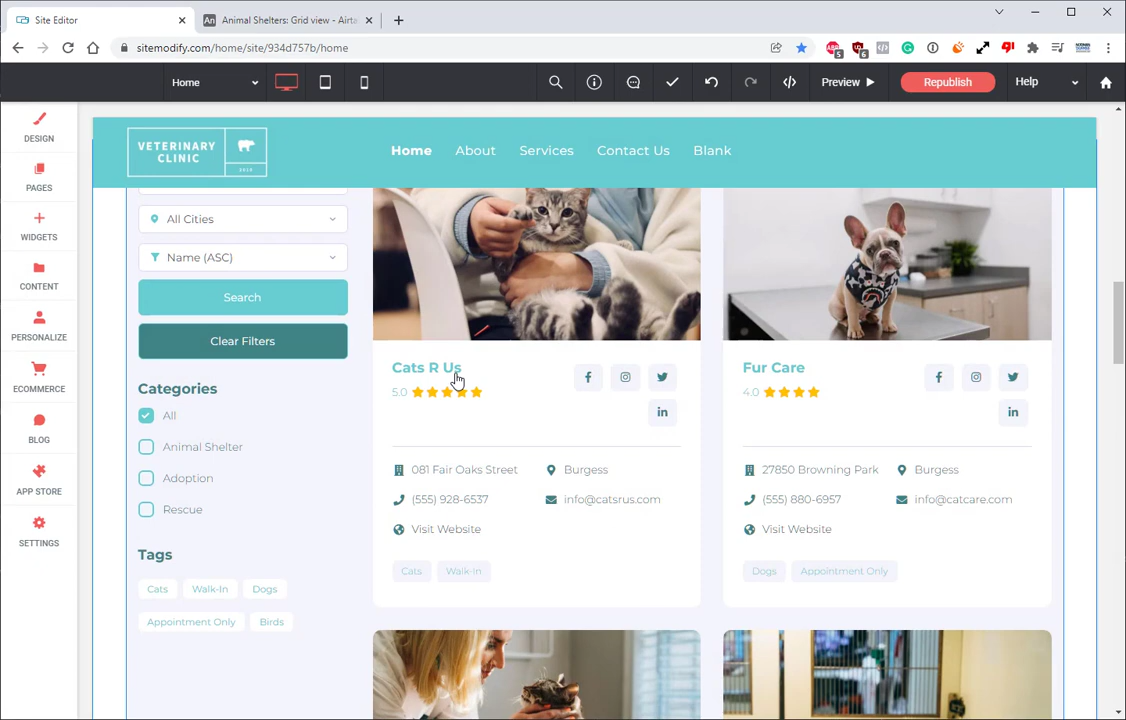 Site Editor
Animal Shelters: Grid view - Airta
sitemodify.com/home/site/934d757b/home
5
6
Home
Preview
Republish
Help
DESIGN
PAGES
WIDGETS
CONTENT
PERSONALIZE
ECOMMERCE
BLOG
APP STORE
SETTINGS
VETERINARY
CLINIC
Home
About
Services
Contact Us
Blank
All Cities
Name (ASC)
Search
Clear Filters
Categories
All
Animal Shelter
Adoption
Rescue
Tags
Cats
Walk-In
Dogs
Appointment Only
Birds
Cats R Us
5.0
081 Fair Oaks Street
Burgess
(555) 928-6537
info@catsrus.com
Visit Website
Cats
Walk-In
Fur Care
4.0
27850 Browning Park
Burgess
(555) 880-6957
info@catcare.com
Visit Website
Dogs
Appointment Only